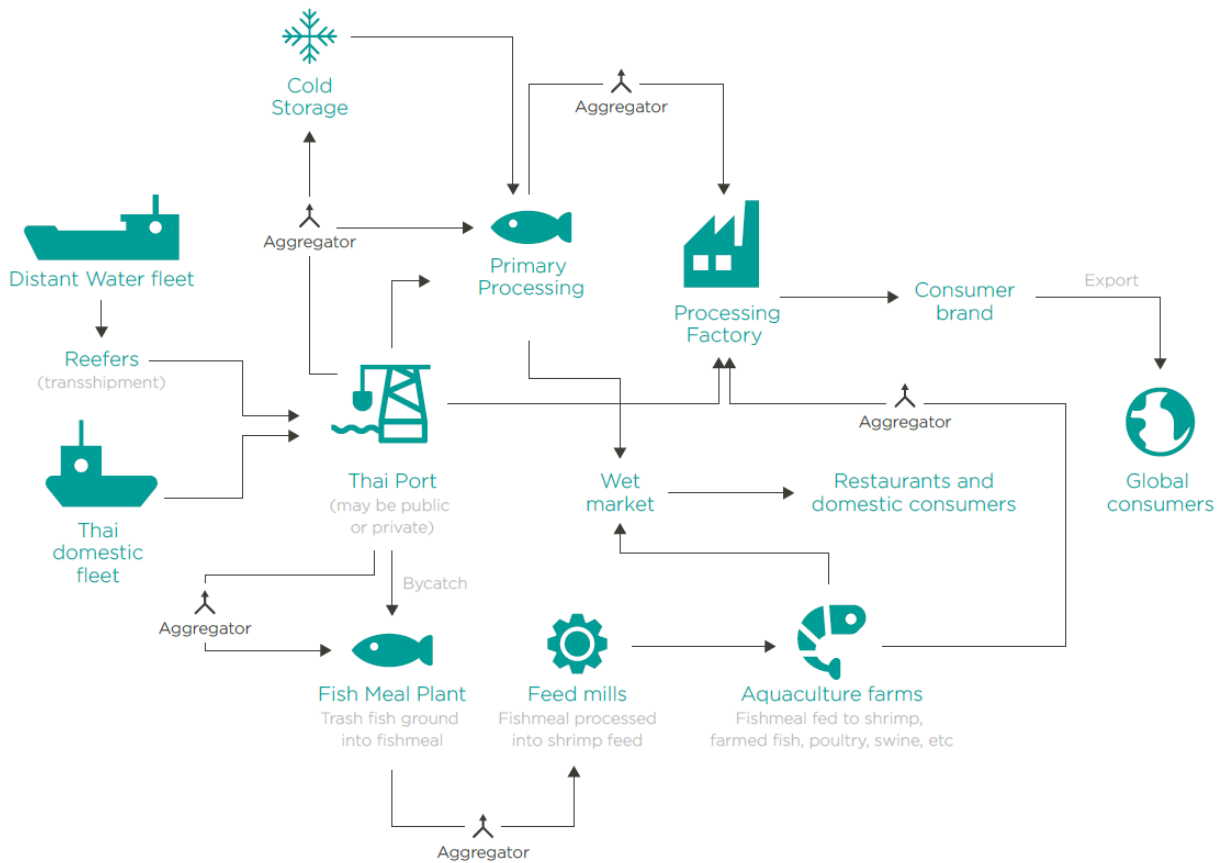 Cold
Storage
Aggregator
Aggregator
Distant Water fleet
Primary
Processing
Processing
Factory
Consumer
brand
Export
Reefers
(transshipment)
Aggregator
Thai Port
(may be public
or private)
Wet
market
Restaurants and
domestic consumers
Global
consumers
Thai
domestic
fleet
Bycatch
Aggregator
Fish Meal Plant
Trash fish ground
into fishmeal
Feed mills
Fishmeal processed
into shrimp feed
Aquaculture farms
Fishmeal fed to shrimp,
farmed fish, poultry, swine, etc
Aggregator